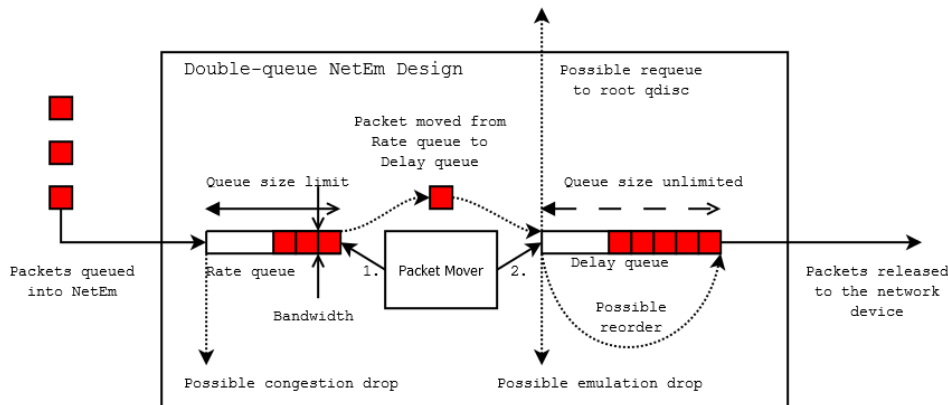 Double-queue NetEm Design
Possible requeue
to root qdisc
Packet moved from
Rate queue to
Delay queue
Queue size limit
Queue size unlimited
Packets queued
into NetEm
Rate queue
1.
Packet Mover
2.
Delay queue
Packets released
to the network
device
Bandwidth
Possible
reorder
Possible congestion drop
Possible emulation drop